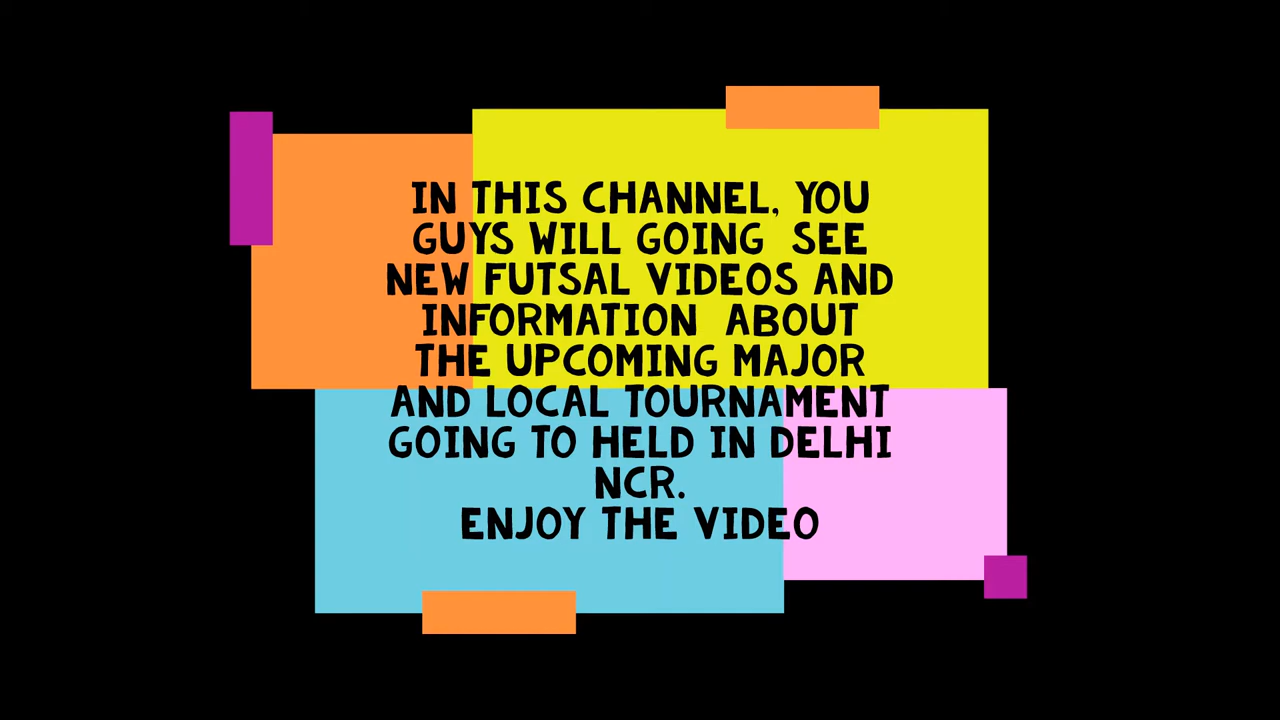 IN THIS CHANNEL, YOU
GUYS WILL GOING  SEE
NEW FUTSAL VIDEOS AND
INFORMATION  ABOUT
THE UPCOMING MAJOR
AND LOCAL TOURNAMENT
GOING TO HELD IN DELHI
NCR.
ENJOY THE VIDEO